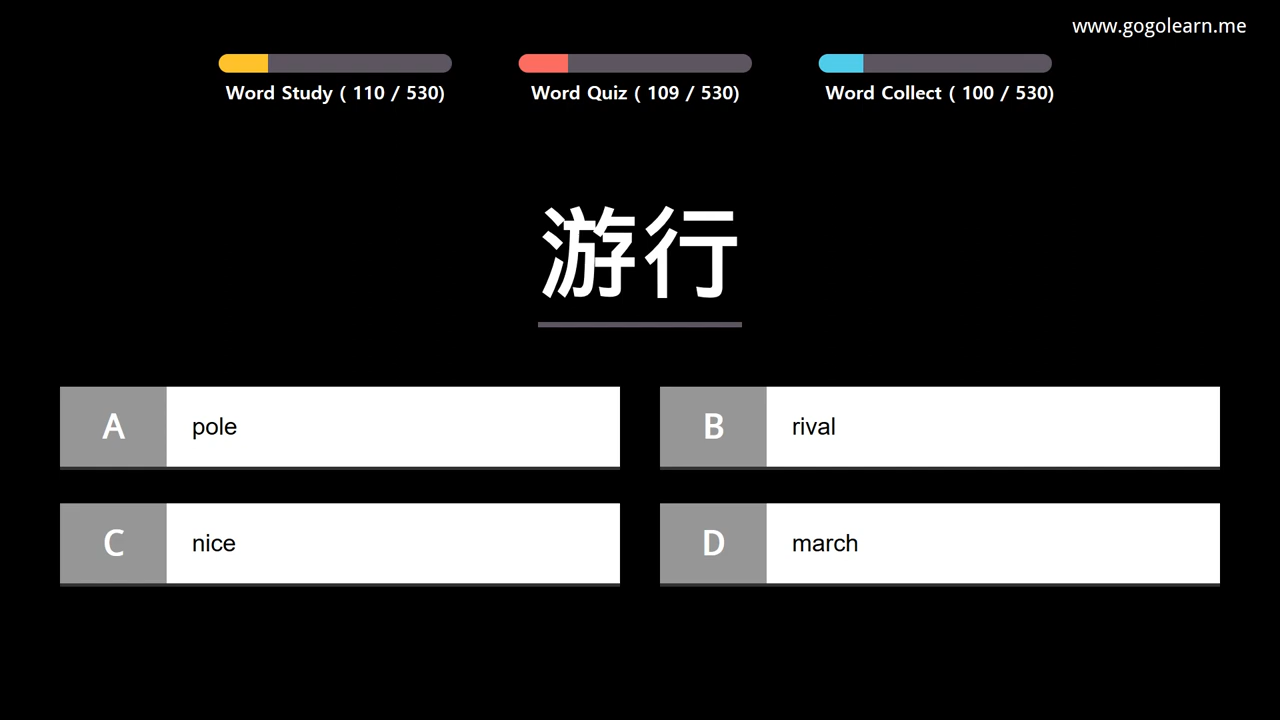 www.gogolearn.me
Word Study ( 110 / 530)
Word Quiz ( 109 / 530)
Word Collect ( 100 / 530)
游行
A pole
B rival
C nice
D march